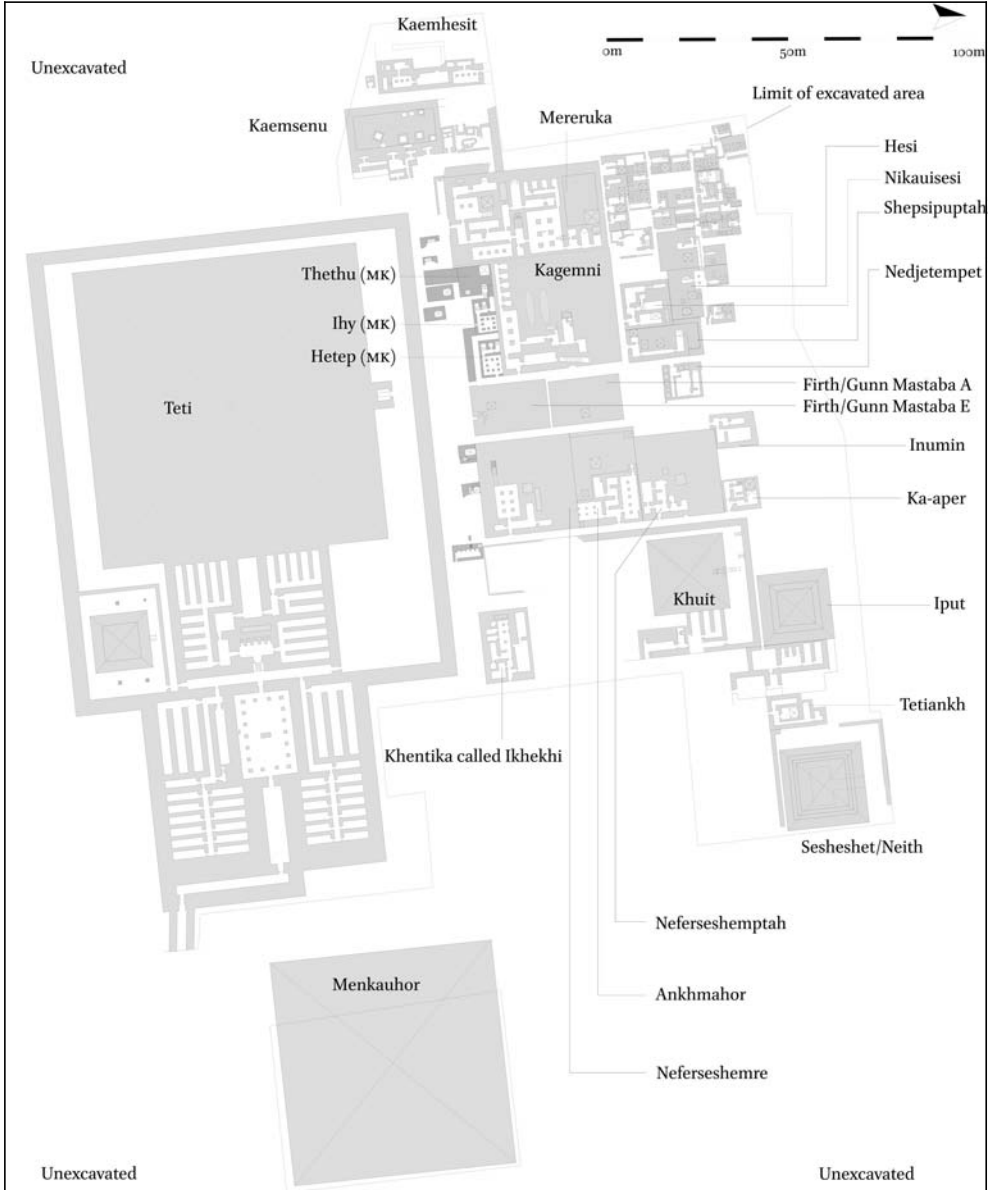 Kaemhesit
Unexcavated
0m 50m 100m
Limit of excavated area
Kaemsenu
Mereruka
Hesi
Nikauisesi
Shepsipuptah
Nedjetempet
Thethu (MK)
Kagemni
Ihy (MK)
Hetep (MK)
Teti
Firth/Gunn Mastaba A
Firth/Gunn Mastaba E
Inumin
Ka-aper
Khuit
Iput
Tetiankh
Khentika called Ikhekhi
Sesheshet/Neith
Neferseshemptah
Menkauhor
Ankhmahor
Neferseshemre
Unexcavated
Unexcavated